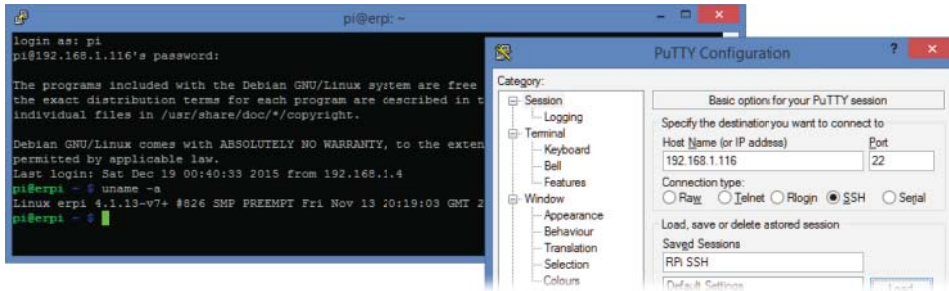 pi@erpi: ~
login as: pi
pi@192.168.1.116's password:
The programs included with the Debian GNU/Linux system are free
the exact distribution terms for each program are described in t
individual files in /usr/share/doc/*/copyright.
Debian GNU/Linux comes with ABSOLUTELY NO WARRANTY, to the exten
permitted by applicable law.
Last login: Sat Dec 19 00:40:33 2015 from 192.168.1.4
pi@erpi ~ $ uname -a
Linux erpi 4.1.13-v7+ #826 SMP PREEMPT Fri Nov 13 20:19:03 GMT 2
pi@erpi ~ $
PuTTY Configuration
?
Category:
Session
Logging
Terminal
Keyboard
Bell
Features
Window
Appearance
Behaviour
Translation
Selection
Colours
Basic options for your PuTTY session
Specify the destination you want to connect to
Host Name (or IP address)
Port
192.168.1.116
22
Connection type:
Raw Telnet Rlogin SSH Serial
Load, save or delete a stored session
Saved Sessions
RPi SSH
Default Settings
Load